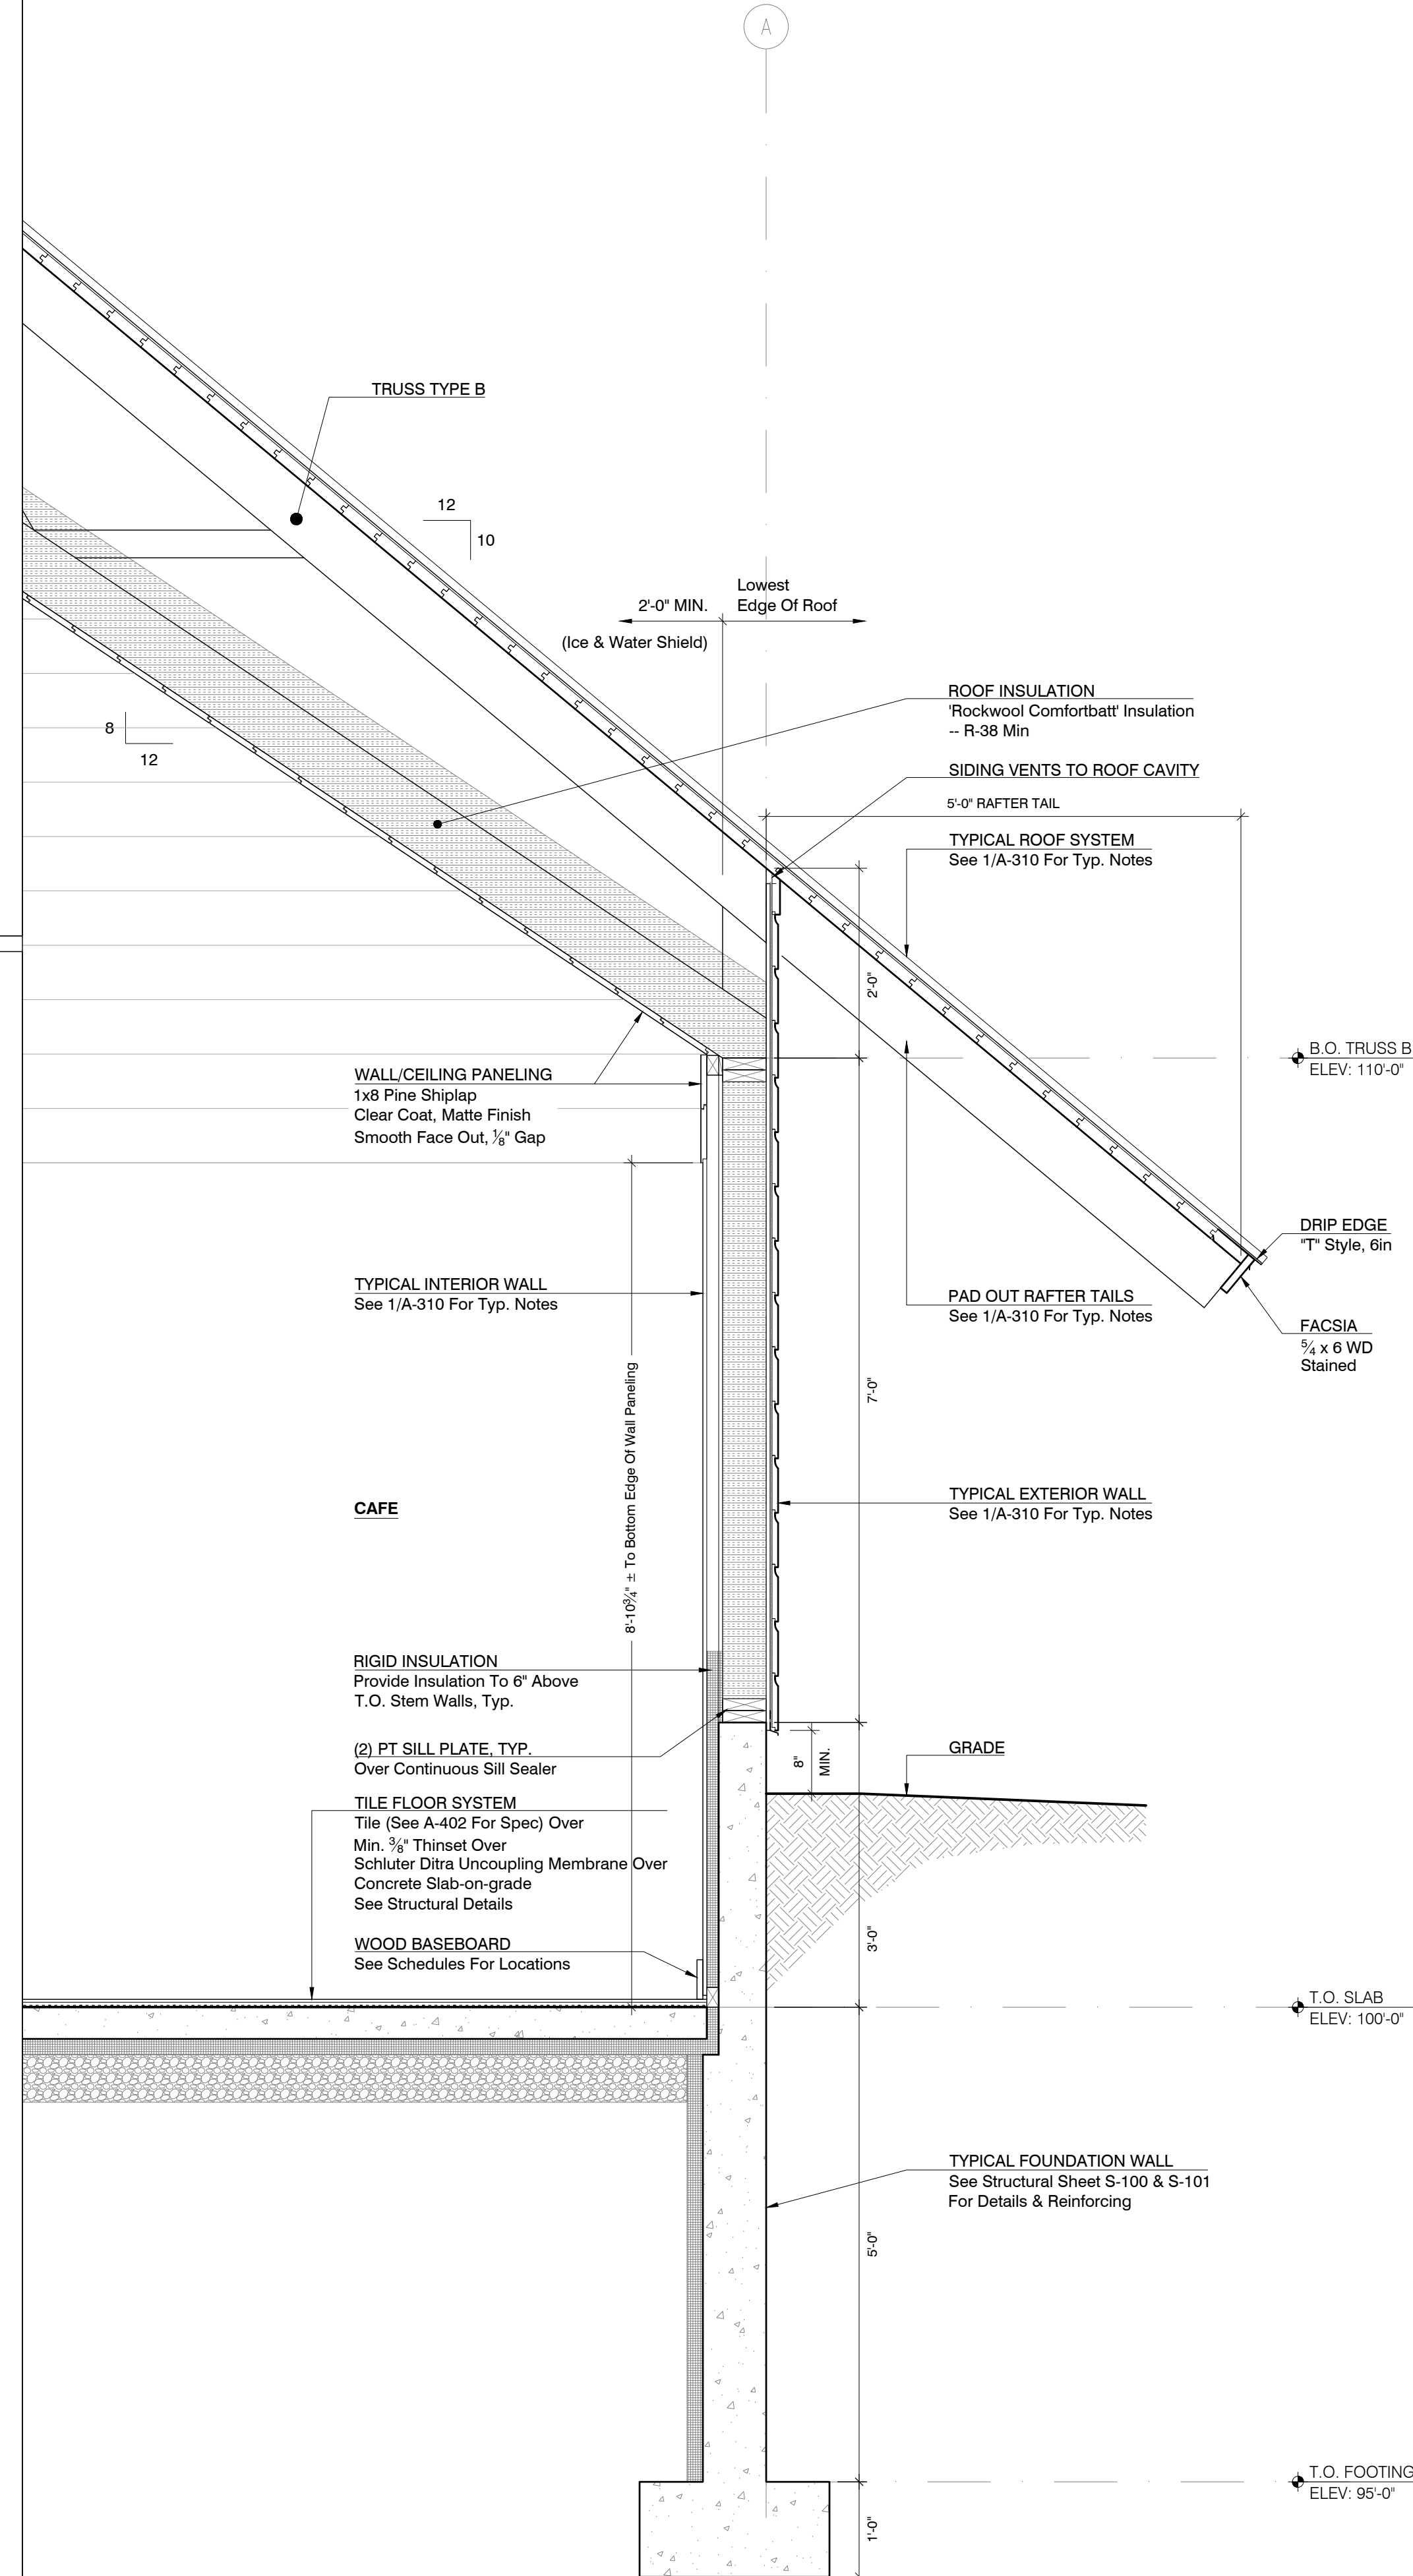 A
TRUSS TYPE B
12
10
Lowest
2'-0" MIN.
Edge Of Roof
(Ice & Water Shield)
ROOF INSULATION
'Rockwool Comfortbatt' Insulation
-- R-38 Min
8
12
SIDING VENTS TO ROOF CAVITY
5'-0" RAFTER TAIL
TYPICAL ROOF SYSTEM
See 1/A-310 For Typ. Notes
2'-0"
B.O. TRUSS B
ELEV: 110'-0"
WALL/CEILING PANELING
1x8 Pine Shiplap
Clear Coat, Matte Finish
Smooth Face Out, ⅛" Gap
DRIP EDGE
"T" Style, 6in
TYPICAL INTERIOR WALL
See 1/A-310 For Typ. Notes
PAD OUT RAFTER TAILS
See 1/A-310 For Typ. Notes
FACSIA
5⁄4 x 6 WD
Stained
7'-0"
8'-10¾" ± To Bottom Edge Of Wall Paneling
CAFE
TYPICAL EXTERIOR WALL
See 1/A-310 For Typ. Notes
RIGID INSULATION
Provide Insulation To 6" Above
T.O. Stem Walls, Typ.
(2) PT SILL PLATE, TYP.
Over Continuous Sill Sealer
8"
MIN.
GRADE
TILE FLOOR SYSTEM
Tile (See A-402 For Spec) Over
Min. ⅜" Thinset Over
Schluter Ditra Uncoupling Membrane Over
Concrete Slab-on-grade
See Structural Details
3'-0"
WOOD BASEBOARD
See Schedules For Locations
T.O. SLAB
ELEV: 100'-0"
TYPICAL FOUNDATION WALL
See Structural Sheet S-100 & S-101
For Details & Reinforcing
5'-0"
T.O. FOOTING
ELEV: 95'-0"
1'-0"